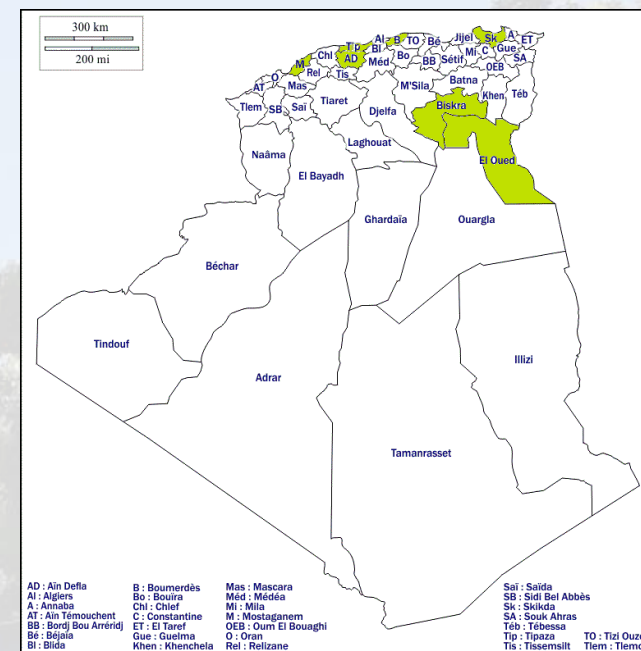 300 km
200 mi
Al B TO Bé Jijel Sk A ET
Tip Bl Mi C Gue
Chl AD Méd Bo BB Sétif SA
M Rel Tis OEB
O Mas M'Sila Batna Khen Téb
AT
Tlem SB Saï Tiaret Djelfa Biskra
Laghouat
Naâma El Bayadh El Oued
Ghardaïa Ouargla
Béchar
Tindouf Illizi
Adrar
Tamanrasset
AD : Aïn Defla
Al : Algiers
A : Annaba
AT : Aïn Témouchent
BB : Bordj Bou Arréridj
Bé : Béjaïa
Bl : Blida
B : Boumerdès
Bo : Bouïra
Chl : Chlef
C : Constantine
ET : El Taref
Gue : Guelma
Khen : Khenchela
Mas : Mascara
Méd : Médéa
Mi : Mila
M : Mostaganem
OEB : Oum El Bouaghi
O : Oran
Rel : Relizane
Saï : Saïda
SB : Sidi Bel Abbès
Sk : Skikda
SA : Souk Ahras
Téb : Tébessa
Tip : Tipaza
Tis : Tissemsilt
TO : Tizi Ouzo
Tlem : Tlemc